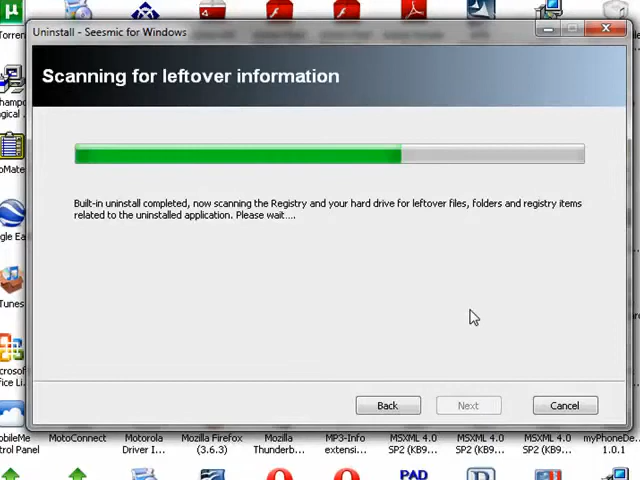 Torrent
Uninstall - Seesmic for Windows
Scanning for leftover information
Built-in uninstall completed, now scanning the Registry and your hard drive for leftover files, folders and registry items
related to the uninstalled application. Please wait....
Back Next Cancel
MotoConnect Motorola Mozilla Firefox Mozilla MP3-Info MSXML 4.0 MSXML 4.0 MSXML 4.0 myPhoneDe...
trol Panel Driver I... (3.6.3) Thunderb... extensi... SP2 (KB9... SP2 (KB9... SP2 (KB9... 1.0.1
PAD